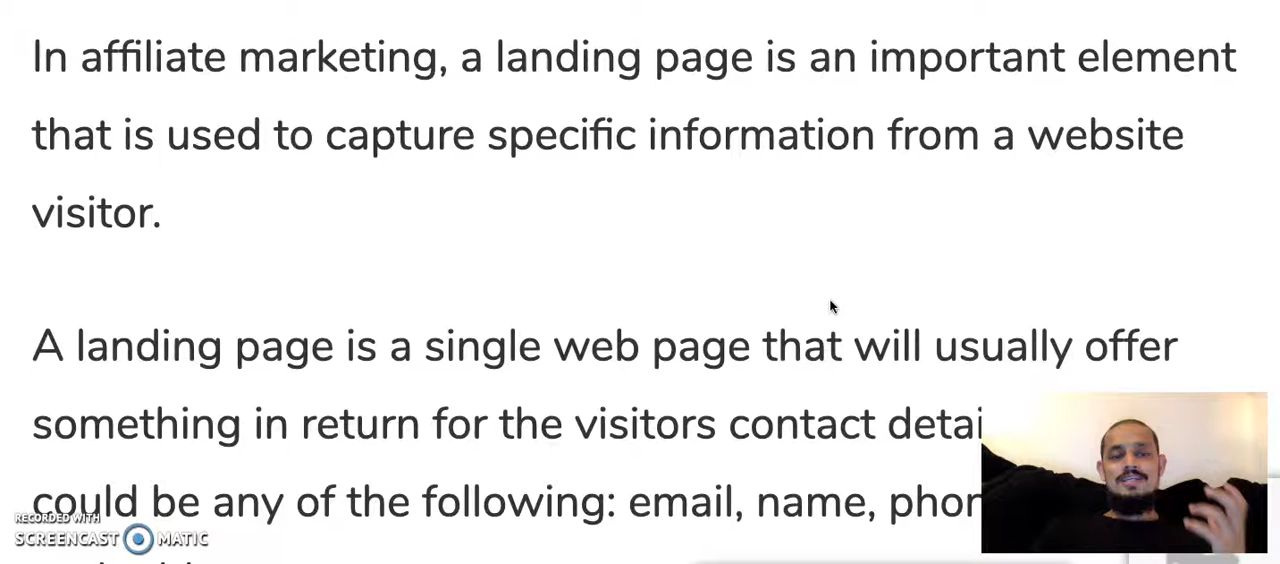 In affiliate marketing, a landing page is an important element
that is used to capture specific information from a website
visitor.
A landing page is a single web page that will usually offer
something in return for the visitors contact
could be any of the following: email, name,
RECORDED WITH
SCREENCAST MATIC